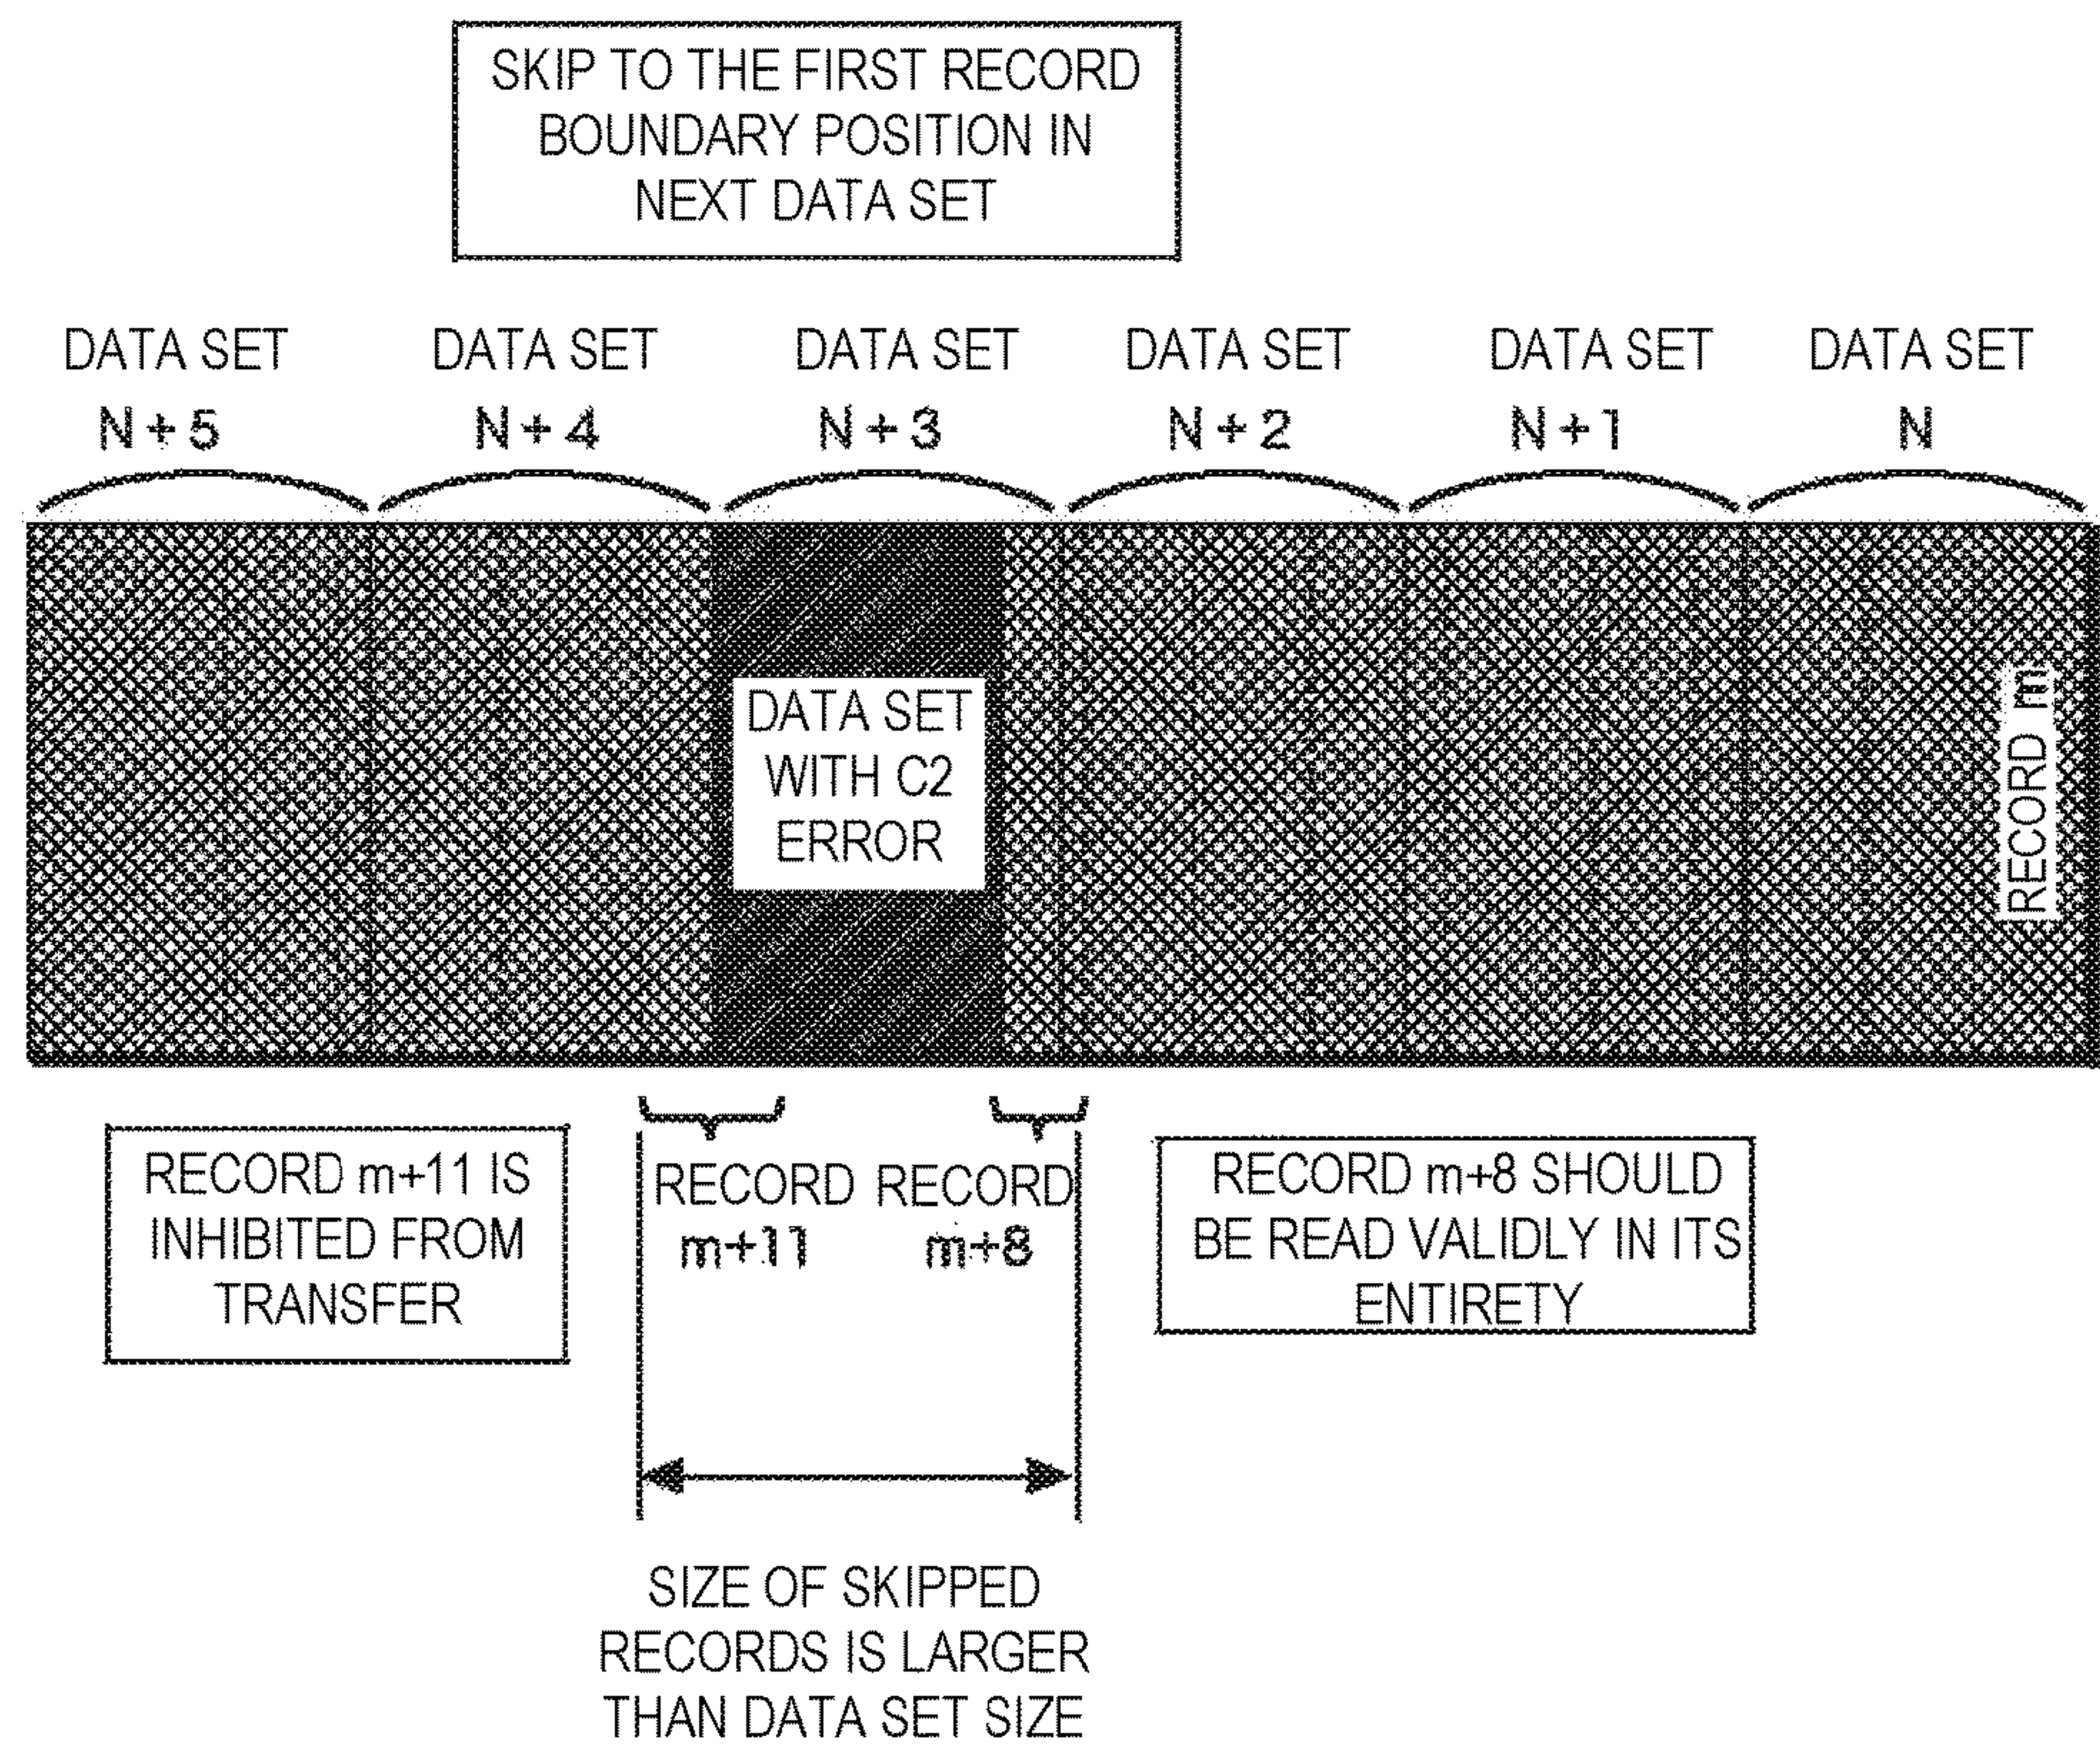 SKIP TO THE FIRST RECORD
BOUNDARY POSITION IN
NEXT DATA SET
DATA SET
N + 5
DATA SET
N + 4
DATA SET
N + 3
DATA SET
N + 2
DATA SET
N + 1
DATA SET
N
DATA SET
WITH C2
ERROR
RECORD m
RECORD m+11 IS
INHIBITED FROM
TRANSFER
RECORD
m+11
RECORD
m+8
RECORD m+8 SHOULD
BE READ VALIDLY IN ITS
ENTIRETY
SIZE OF SKIPPED
RECORDS IS LARGER
THAN DATA SET SIZE